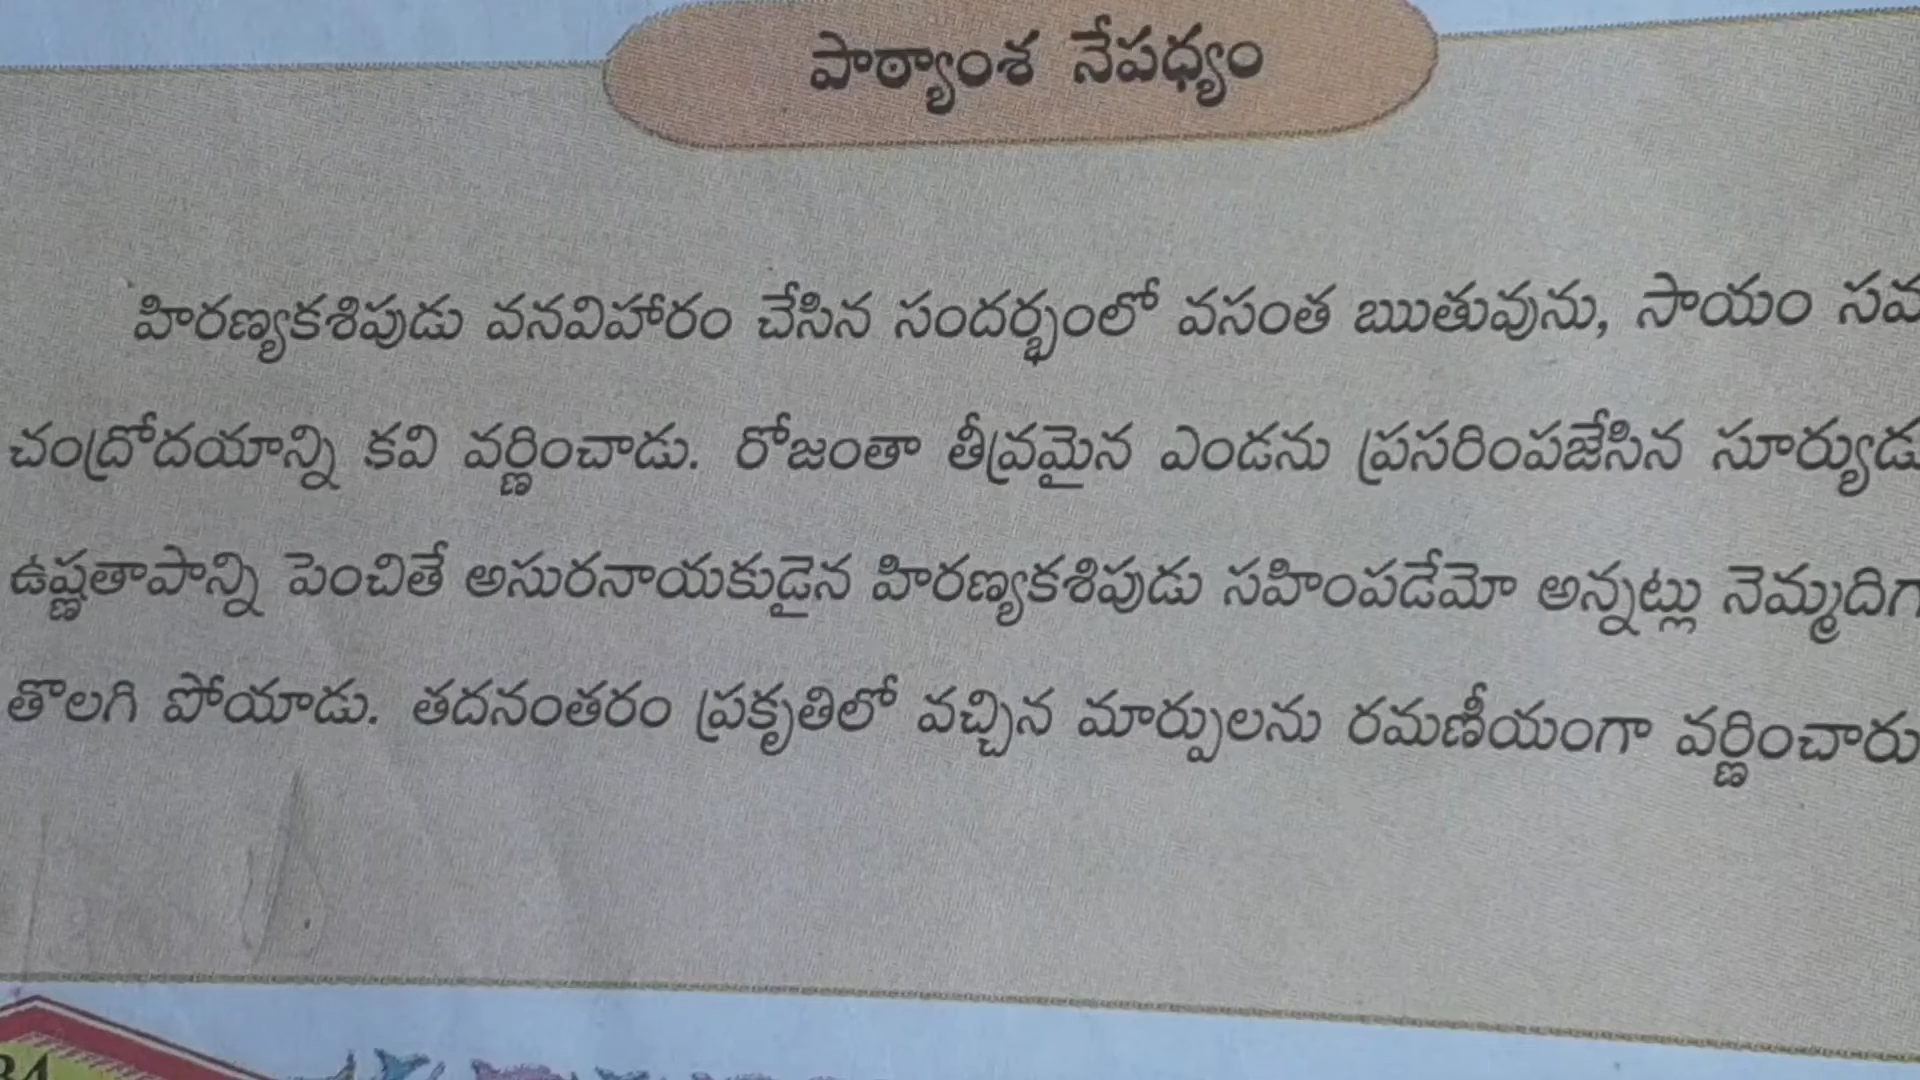 పాఠ్యాంశ నేపధ్యం
హిరణ్యకశిపుడు వనవిహారం చేసిన సందర్భంలో వసంత ఋతువును, సాయం
చంద్రోదయాన్ని కవి వర్ణించాడు. రోజంతా తీవ్రమైన ఎండను ప్రసరింపజేసిన సూర్యుడు
ఉష్ణతాపాన్ని పెంచితే అసురనాయకుడైన హిరణ్యకశిపుడు సహింపడేమో అన్నట్లు నెమ్మదిగా
తొలగి పోయాడు. తదనంతరం ప్రకృతిలో వచ్చిన మార్పులను రమణీయంగా వర్ణించారు